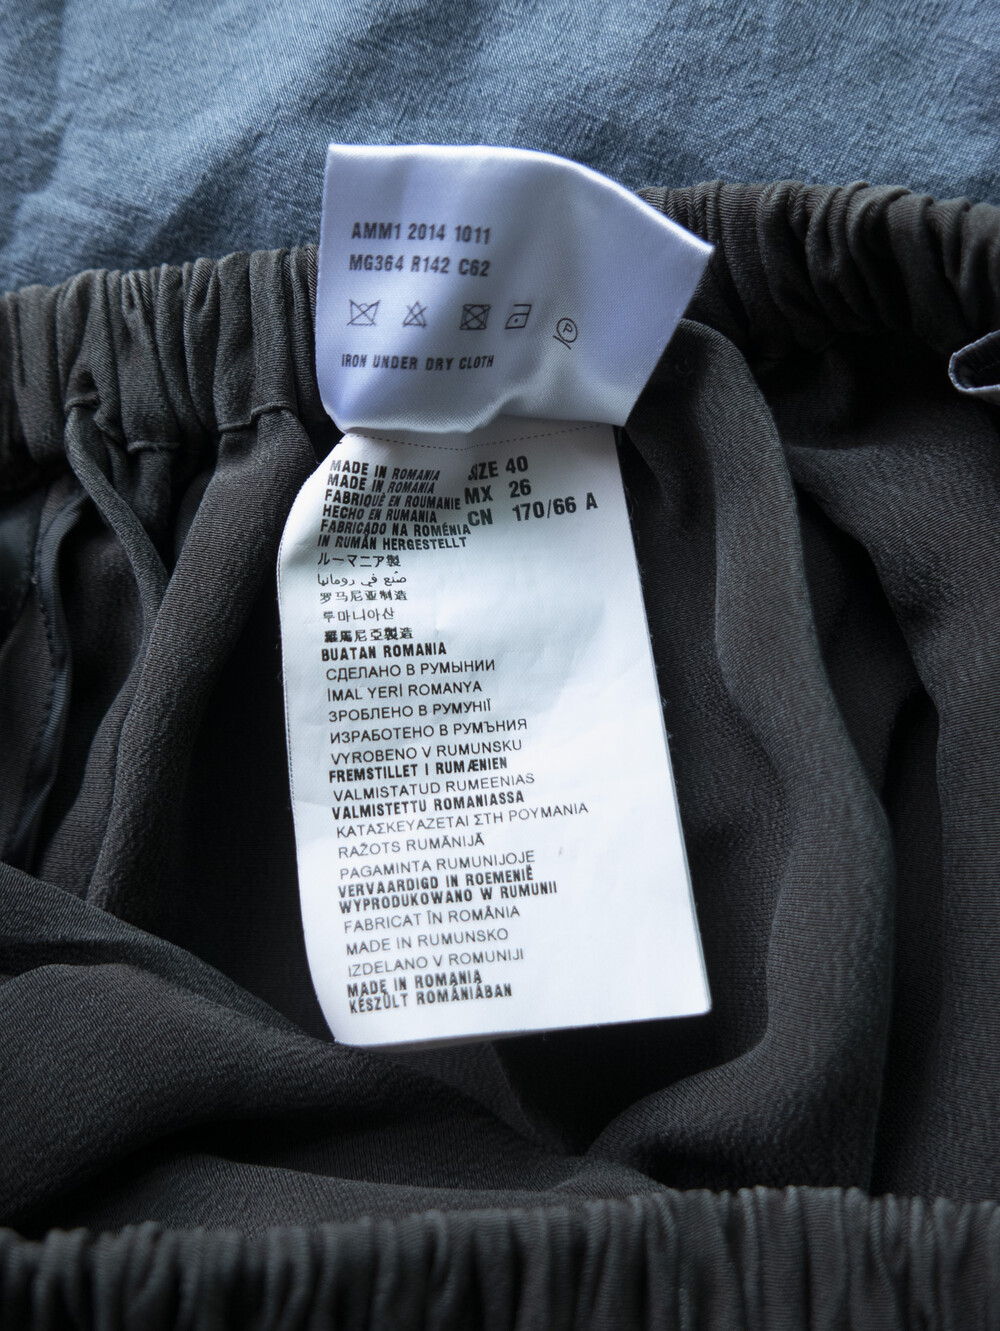 AMM1 2014 1011
MG364 R142 C62
P
IRON UNDER DRY CLOTH
MADE IN ROMANIA
MADE IN ROMANIA
FABRIQUÉ EN ROUMANIE
HECHO EN RUMANIA
FABRICADO NA ROMÉNIA
IN RUMÄN HERGESTELLT
SIZE 40
MX 26
CN 170/66 A
ルーマニア製
صنع في رومانيا
罗马尼亚制造
루마니아산
羅馬尼亞製造
BUATAN ROMANIA
СДЕЛАНО В РУМЫНИИ
İMAL YERİ ROMANYA
ЗРОБЛЕНО В РУМУНІЇ
ИЗРАБОТЕНО В РУМЪНИЯ
VYROBENO V RUMUNSKU
FREMSTILLET I RUMÆNIEN
VALMISTATUD RUMEENIAS
VALMISTETTU ROMANIASSA
ΚΑΤΑΣΚΕΥΑΖΕΤΑΙ ΣΤΗ ΡΟΥΜΑΝΙΑ
RAŽOTS RUMĀNIJĀ
PAGAMINTA RUMUNIJOJE
VERVAARDIGD IN ROEMENIË
WYPRODUKOWANO W RUMUNII
FABRICAT ÎN ROMÂNIA
MADE IN RUMUNSKO
IZDELANO V ROMUNIJI
MADE IN ROMANIA
KÉSZÜLT ROMÁNIÁBAN